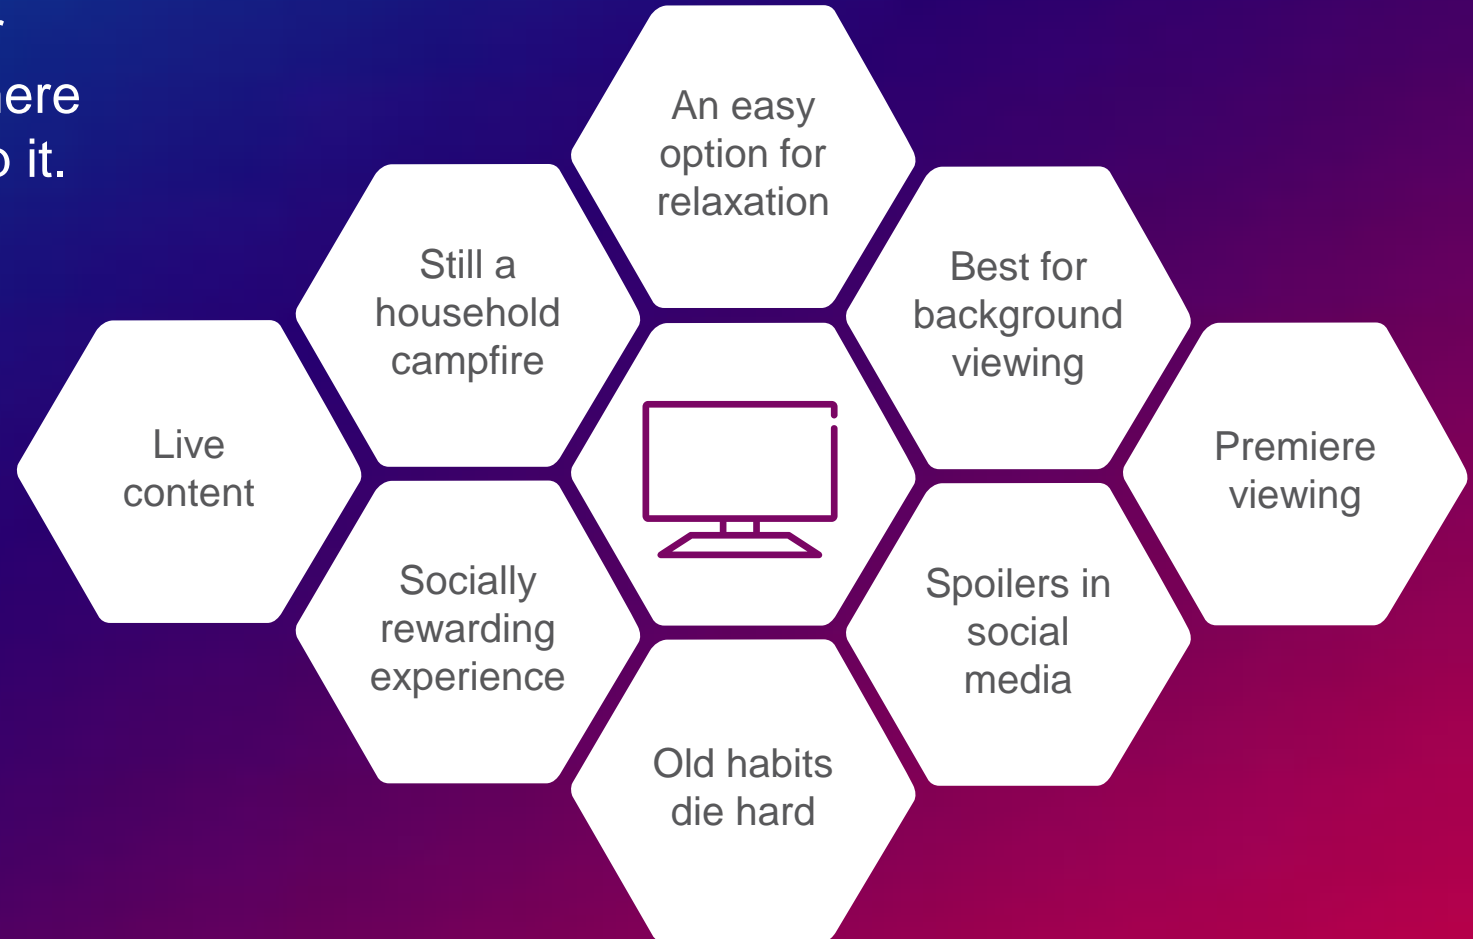 it.
An easy
option for
relaxation
Still a
household
campfire
Best for
background
viewing
Live
content
Premiere
viewing
Socially
rewarding
experience
Spoilers in
social
media
Old habits
die hard